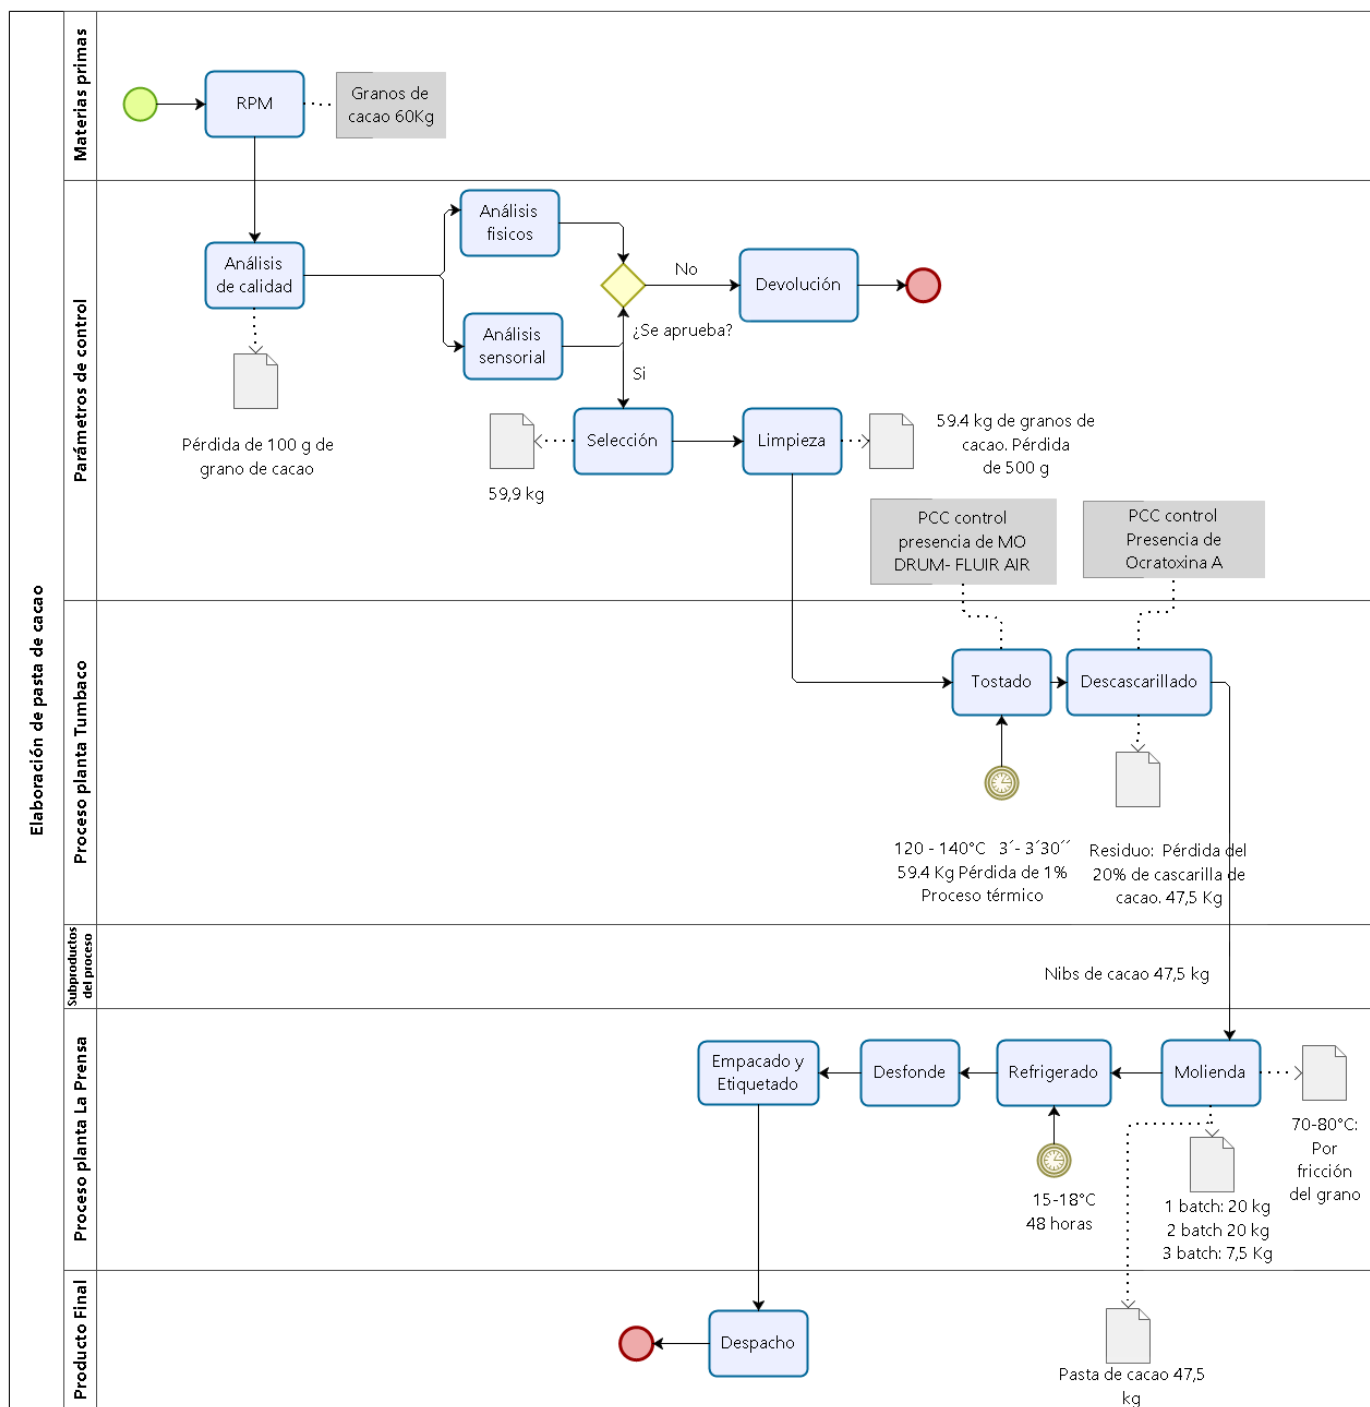 Elaboración de pasta de cacao
Materias primas
RPM
Granos de
cacao 60Kg
Parámetros de control
Análisis
de calidad
Pérdida de 100 g de
grano de cacao
Análisis
fisicos
Análisis
sensorial
¿Se aprueba?
No
Devolución
Si
Selección
59,9 kg
Limpieza
59.4 kg de granos de
cacao. Pérdida
de 500 g
PCC control
presencia de MO
DRUM- FLUIR AIR
PCC control
Presencia de
Ocratoxina A
Proceso planta Tumbaco
Tostado
Descascarillado
120 - 140°C   3´- 3´30´´
59.4 Kg Pérdida de 1%
Proceso térmico
Residuo:  Pérdida del
20% de cascarilla de
cacao. 47,5 Kg
Subproductos
del proceso
Nibs de cacao 47,5 kg
Proceso planta La Prensa
Empacado y
Etiquetado
Desfonde
Refrigerado
Molienda
15-18°C
48 horas
70-80°C:
Por
fricción
del grano
1 batch: 20 kg
2 batch 20 kg
3 batch: 7,5 Kg
Producto Final
Despacho
Pasta de cacao 47,5
kg